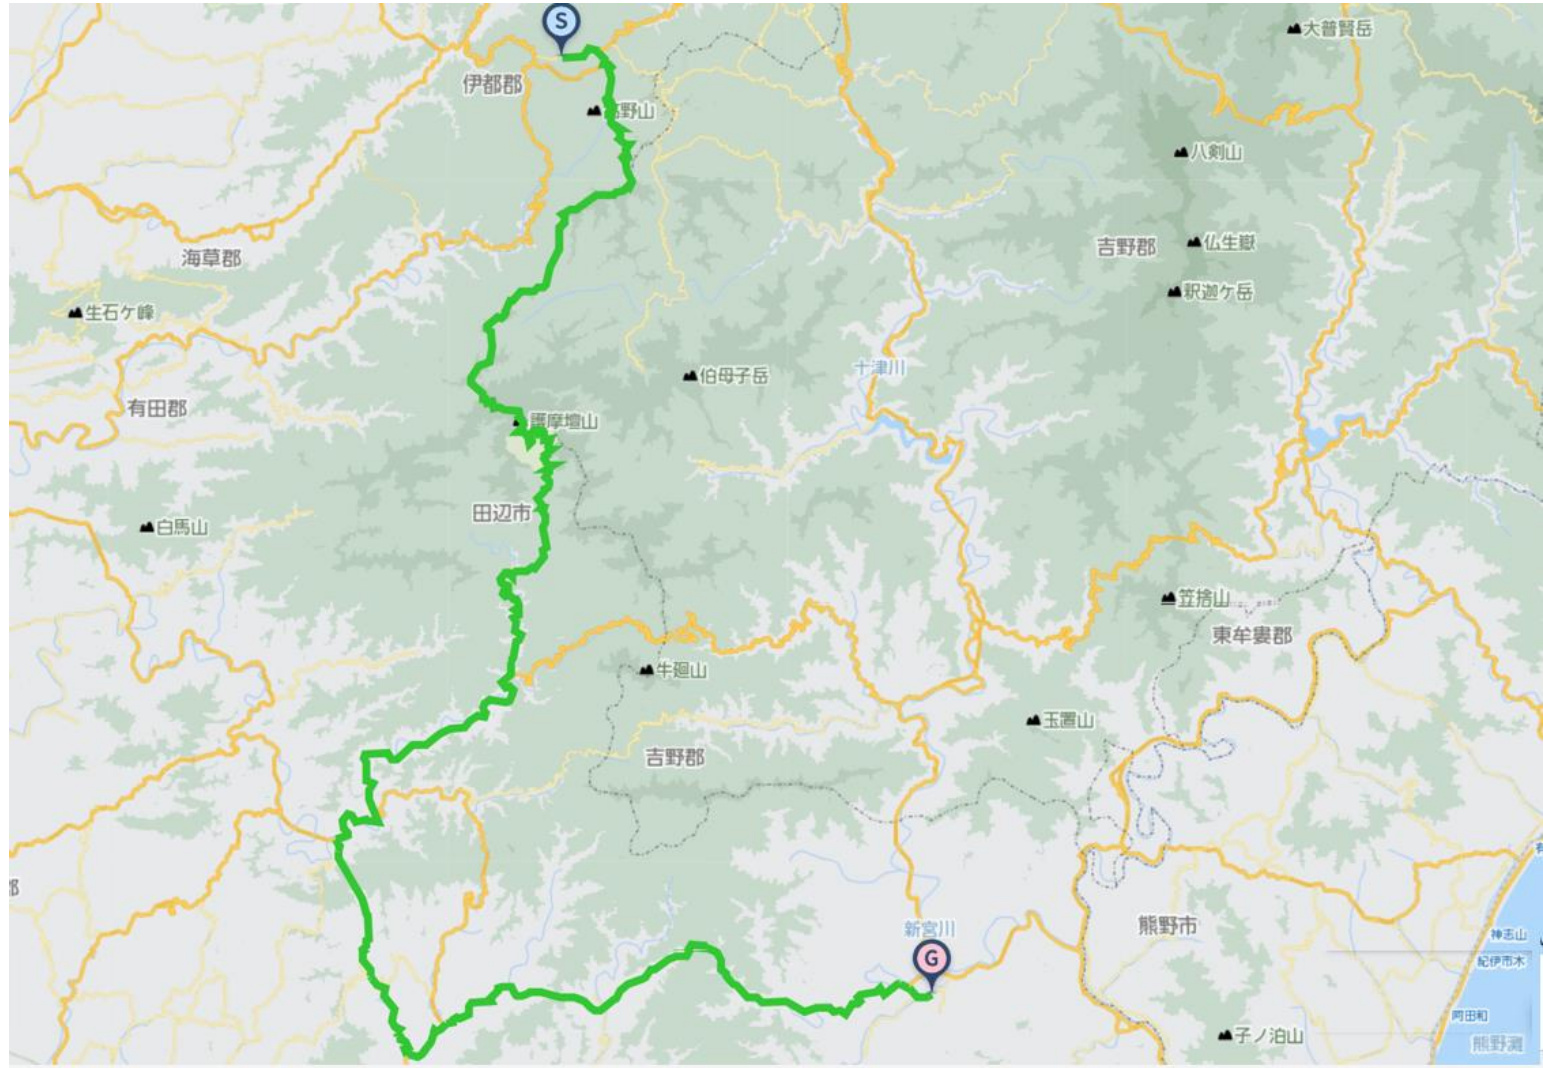 S
大普賢岳
伊都郡
野山
八剣山
吉野郡
仏生嶽
海草郡
釈迦ケ岳
生石ケ峰
十津川
伯母子岳
有田郡
護摩壇山
田辺市
白馬山
笠捨山
東牟婁郡
牛廻山
玉置山
吉野郡
郡
有
新宮川
熊野市
神志山
G
紀伊市木
阿田和
子ノ泊山
熊野灘